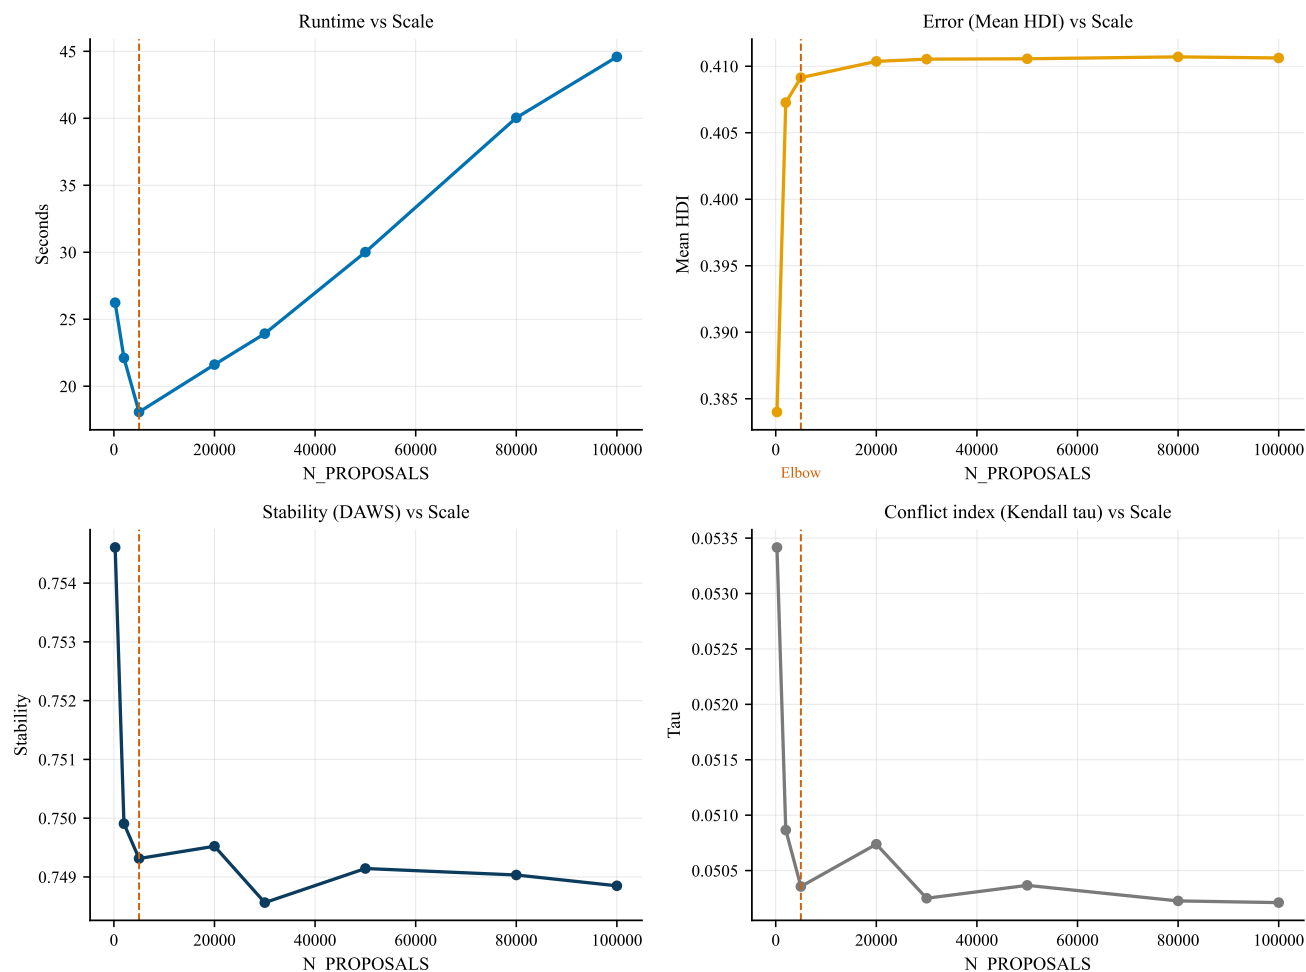 Runtime vs Scale
45
40
35
30
25
20
Seconds
0 20000 40000 60000 80000 100000
N_PROPOSALS
Error (Mean HDI) vs Scale
0.410
0.405
0.400
0.395
0.390
0.385
Mean HDI
0 20000 40000 60000 80000 100000
Elbow
N_PROPOSALS
Stability (DAWS) vs Scale
0.754
0.753
0.752
0.751
0.750
0.749
Stability
0 20000 40000 60000 80000 100000
N_PROPOSALS
Conflict index (Kendall tau) vs Scale
0.0535
0.0530
0.0525
0.0520
0.0515
0.0510
0.0505
Tau
0 20000 40000 60000 80000 100000
N_PROPOSALS